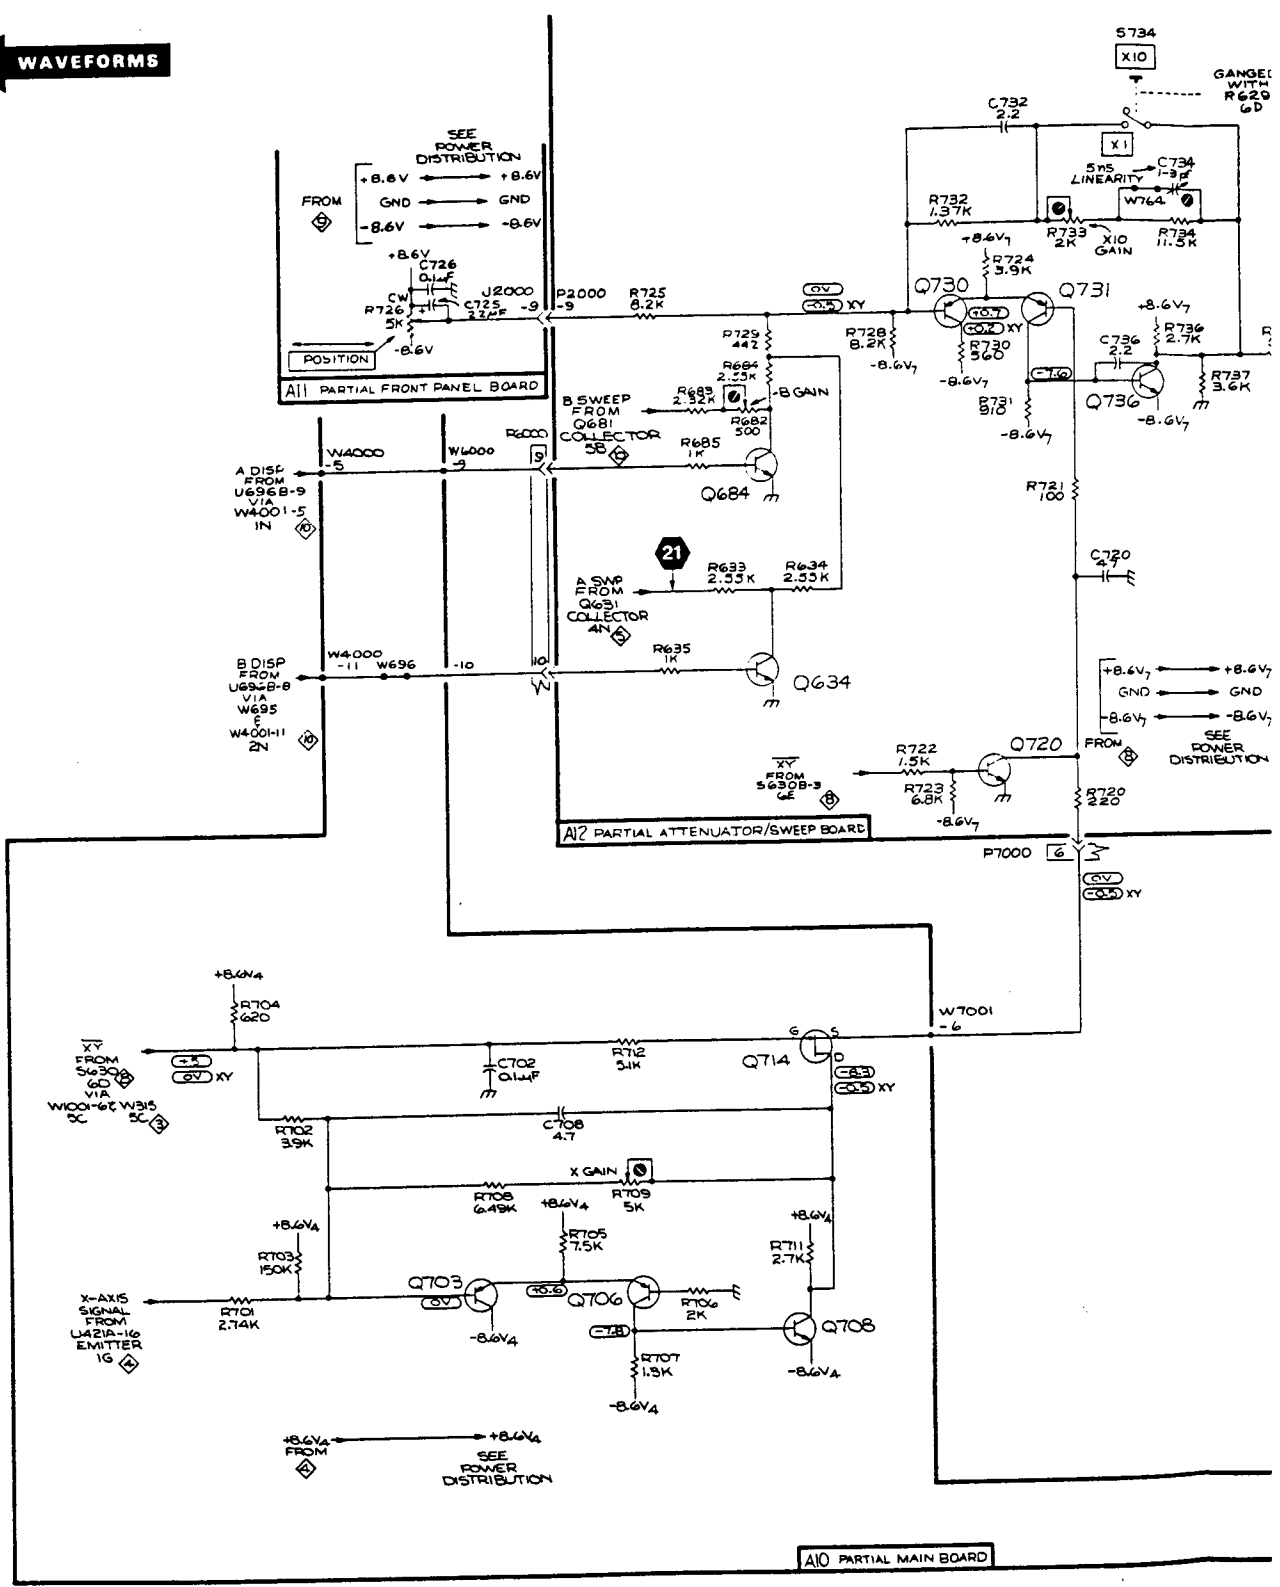 WAVEFORMS
S734
X10
GANGED
WITH
R629
6D
C732
2.2
X1
5nS
LINEARITY
C734
1-3pf
W764
SEE
POWER
DISTRIBUTION
+8.6V
+8.6V
FROM
GND
GND
9
-8.6V
-8.6V
R732
1.37K
R733
2K
X10
GAIN
R734
11.5K
+8.6V
C726
0.1µF
CW
R726
5K
C725
22µF
J2000
-9
P2000
-9
-8.6V
POSITION
A11 PARTIAL FRONT PANEL BOARD
R725
8.2K
0V
-0.5 XY
+8.6V7
R724
3.9K
Q730
Q731
+0.7
+0.2 XY
R729
442
R728
8.2K
-8.6V7
R730
560
-8.6V7
+8.6V7
R736
2.7K
C736
2.2
-7.6
Q736
-8.6V7
R737
3.6K
R731
910
-8.6V7
R684
2.55K
R683
2.32K
-B GAIN
R682
500
B SWEEP
FROM
Q681
COLLECTOR
5B
R685
1K
Q684
A DISP
FROM
U696B-9
VIA
W4001-5
1N
10
W4000
-5
W6000
-9
P6000
9
R721
100
C720
47
21
A SWP
FROM
Q631
COLLECTOR
4N
5
R633
2.55K
R634
2.55K
R635
1K
Q634
B DISP
FROM
U696B-8
VIA
W695
&
W4001-11
2N
10
W4000
-11
W696
-10
10
+8.6V7
+8.6V7
GND
GND
-8.6V7
-8.6V7
FROM
8
SEE
POWER
DISTRIBUTION
XY
FROM
S630B-3
6E
8
R722
1.5K
R723
6.8K
-8.6V7
Q720
R720
220
A12 PARTIAL ATTENUATOR/SWEEP BOARD
P7000
6
0V
-0.5 XY
W7001
-6
+8.6V4
R704
620
XY
FROM
S630
8
6D
VIA
W1001-6 & W315
5C
5C
3
+5
0V XY
C702
0.1µF
R712
5.1K
Q714
G
S
D
-8.3
-0.5 XY
R702
3.9K
C708
4.7
X GAIN
R708
6.49K
R709
5K
+8.6V4
R703
150K
+8.6V4
R705
7.5K
+8.6V4
R711
2.7K
X-AXIS
SIGNAL
FROM
U421A-16
EMITTER
1G
4
R701
2.74K
Q703
0V
-8.6V4
+0.6
Q706
R706
2K
-7.8
Q708
-8.6V4
R707
1.3K
-8.6V4
+8.6V4
+8.6V4
FROM
4
SEE
POWER
DISTRIBUTION
A10 PARTIAL MAIN BOARD